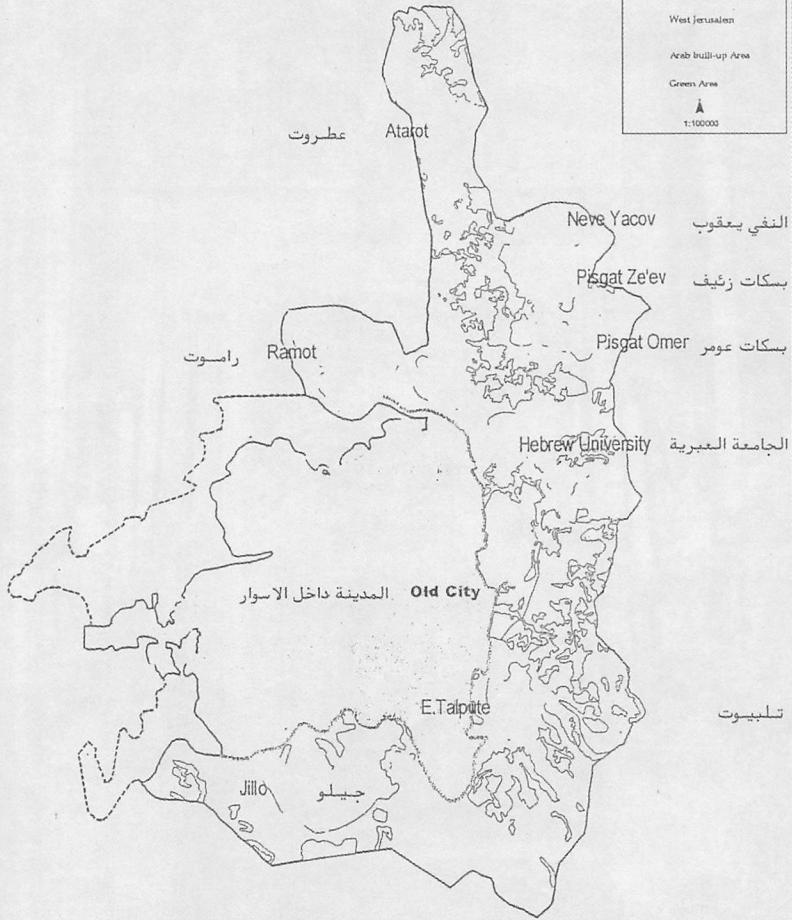 West Jerusalem
Arab built-up Area
Green Area
1:100000
عطروت Atarot
Neve Yacov النفي يعقوب
Pisgat Ze'ev بسكات زئيف
Pisgat Omer بسكات عومر
راموت Ramot
Hebrew University الجامعة العبرية
المدينة داخل الاسوار Old City
E.Talpute تلبيوت
Jillo جيلو